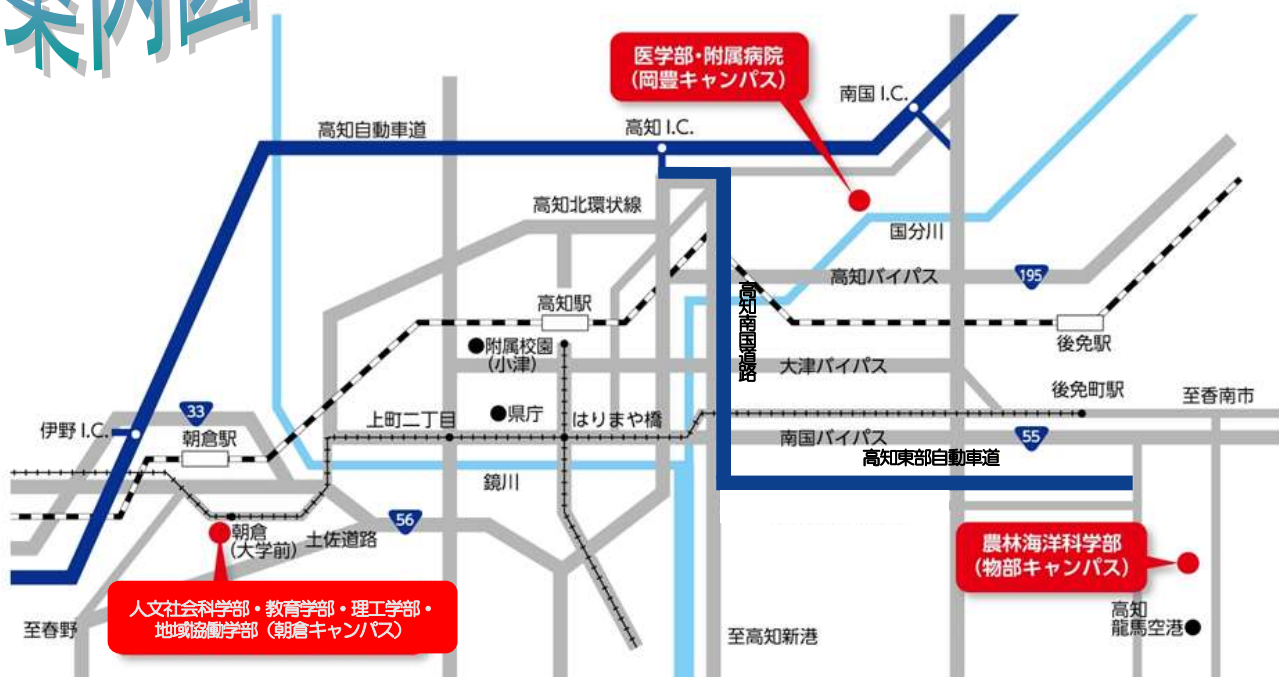 案内図
医学部・附属病院
(岡豊キャンパス)
南国 I.C.
高知自動車道
高知 I.C.
高知北環状線
国分川
高知バイパス
195
高知南国道路
高知駅
附属校園
(小津)
後免駅
大津バイパス
後免町駅
至香南市
33
伊野 I.C.
朝倉駅
上町二丁目
県庁
はりまや橋
南国バイパス
55
高知東部自動車道
鏡川
56
朝倉
(大学前)
土佐道路
農林海洋科学部
(物部キャンパス)
人文社会科学部・教育学部・理工学部・
地域協働学部(朝倉キャンパス)
至春野
至高知新港
高知
龍馬空港